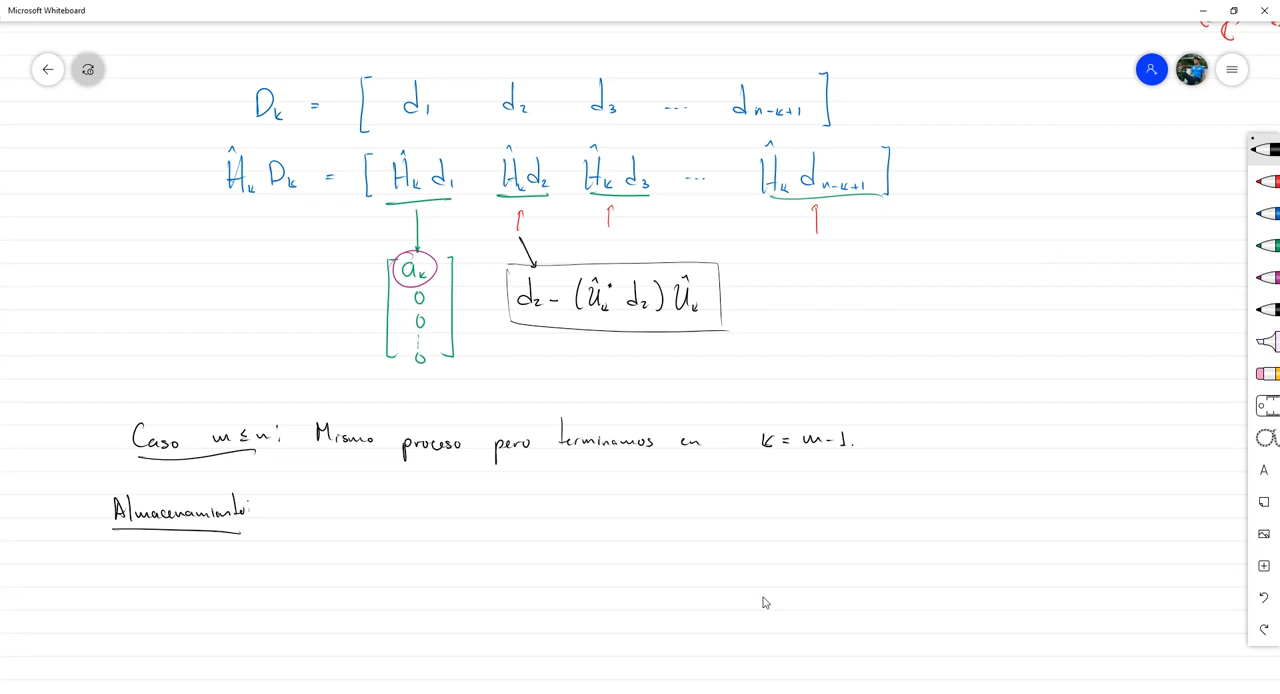 Microsoft Whiteboard
D_k = [ d_1 d_2 d_3 ... d_{n-k+1} ]
Ĥ_k D_k = [ Ĥ_k d_1 Ĥ_k d_2 Ĥ_k d_3 ... Ĥ_k d_{n-k+1} ]
a_k
0
d_2 - (û_k^* d_2) û_k
0
0
Caso m ≤ n: Mismo proceso pero terminamos en k = m-1.
Almacenamiento:
A